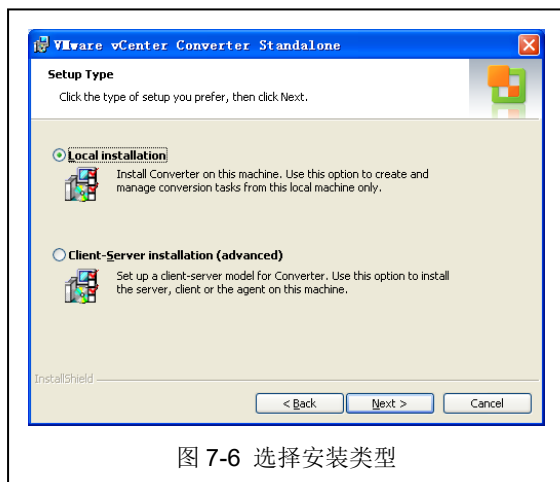 VMware vCenter Converter Standalone
Setup Type
Click the type of setup you prefer, then click Next.
Local installation
Install Converter on this machine. Use this option to create and
manage conversion tasks from this local machine only.
Client-Server installation (advanced)
Set up a client-server model for Converter. Use this option to install
the server, client or the agent on this machine.
InstallShield
< Back Next > Cancel
图 7-6 选择安装类型